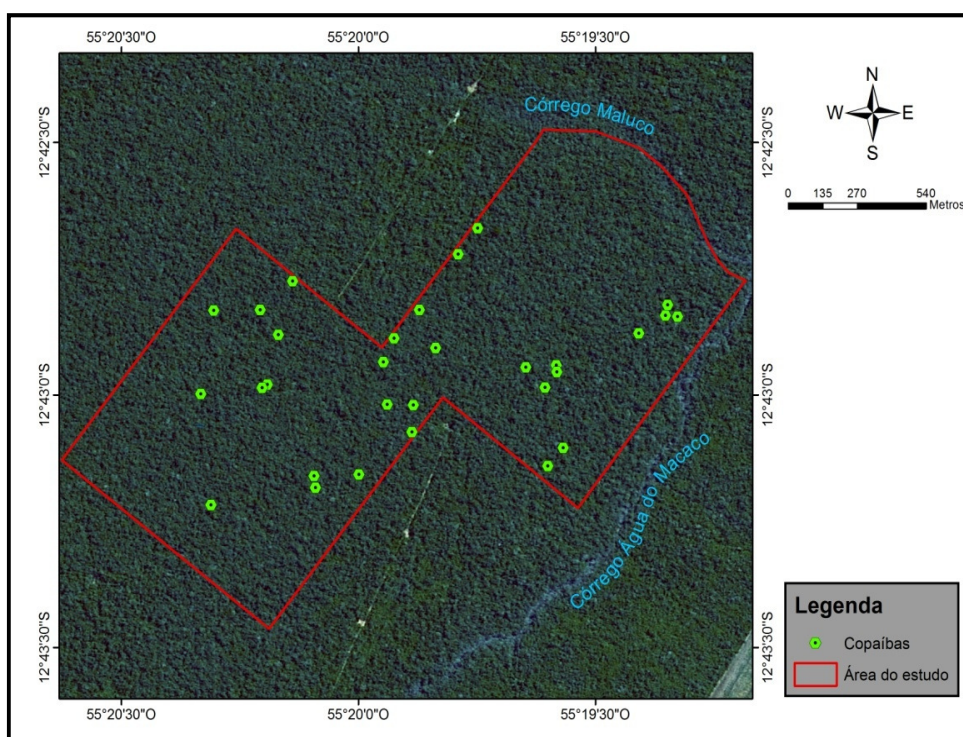 55°20'30"O 55°20'0"O 55°19'30"O
N
W E
S
0 135 270 540
Metros
12°42'30"S
12°42'30"S
12°43'0"S
12°43'0"S
12°43'30"S
12°43'30"S
Córrego Maluco
Córrego Água do Macaco
Legenda
Copaíbas
Área do estudo
55°20'30"O 55°20'0"O 55°19'30"O